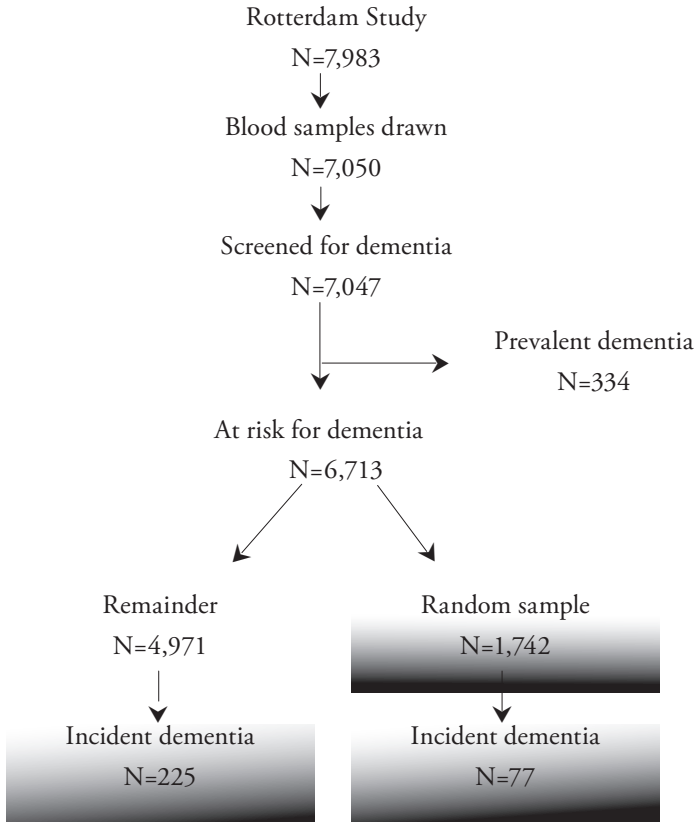 Rotterdam Study
N=7,983
Blood samples drawn
N=7,050
Screened for dementia
N=7,047
Prevalent dementia
N=334
At risk for dementia
N=6,713
Remainder
N=4,971
Incident dementia
N=225
Random sample
N=1,742
Incident dementia
N=77